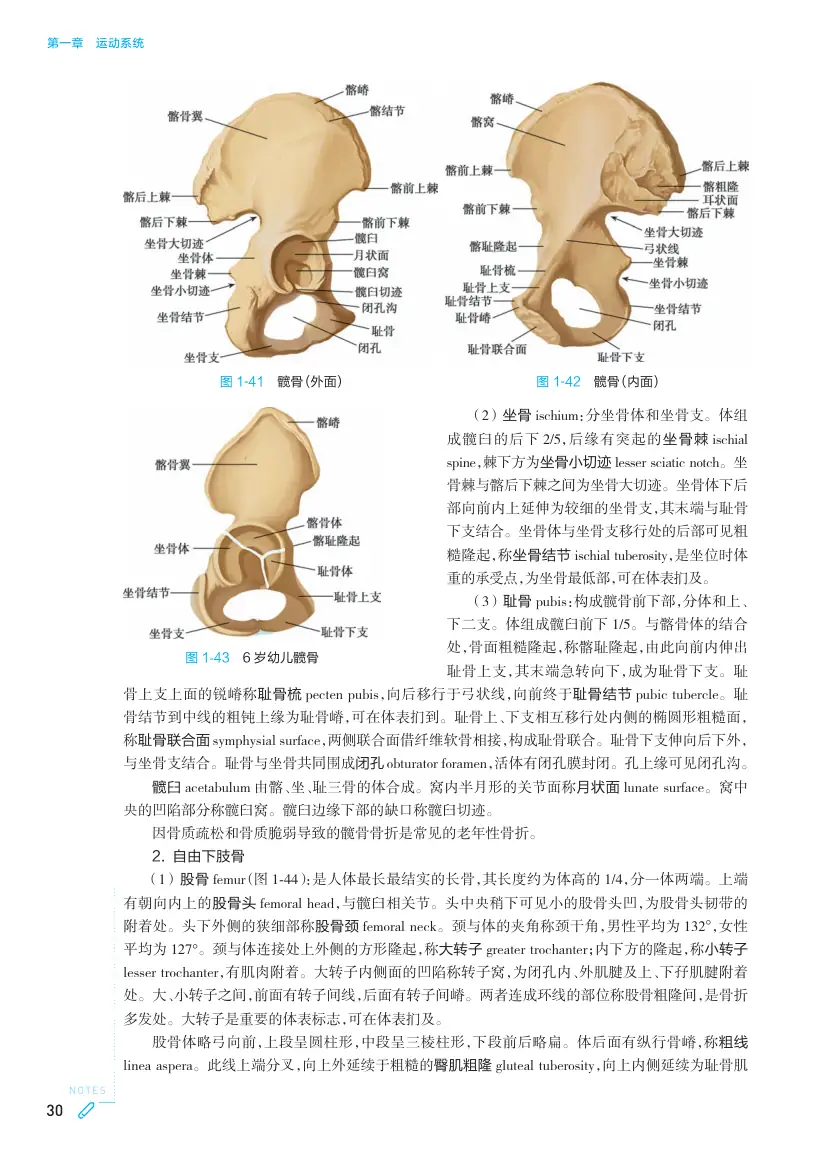 第一章 运动系统
髂嵴
髂结节
髂骨翼
髂前上棘
髂后上棘
髂后下棘
髂前下棘
髋臼
坐骨大切迹
月状面
坐骨体
髋臼窝
坐骨棘
坐骨小切迹
髋臼切迹
闭孔沟
坐骨结节
耻骨
闭孔
坐骨支
图 1-41 髋骨(外面)
髂嵴
髂窝
髂前上棘
髂后上棘
髂粗隆
耳状面
髂前下棘
髂后下棘
坐骨大切迹
髂耻隆起
弓状线
坐骨棘
耻骨梳
耻骨上支
坐骨小切迹
耻骨结节
坐骨结节
耻骨嵴
闭孔
耻骨联合面
耻骨下支
图 1-42 髋骨(内面)
髂嵴
髂骨翼
髂骨体
髂耻隆起
坐骨体
耻骨体
坐骨结节
耻骨上支
坐骨支
耻骨下支
图 1-43 6 岁幼儿髋骨
(2)坐骨 ischium:分坐骨体和坐骨支。体组
成髋臼的后下 2/5,后缘有突起的坐骨棘 ischial
spine,棘下方为坐骨小切迹 lesser sciatic notch。坐
骨棘与髂后下棘之间为坐骨大切迹。坐骨体下后
部向前内上延伸为较细的坐骨支,其末端与耻骨
下支结合。坐骨体与坐骨支移行处的后部可见粗
糙隆起,称坐骨结节 ischial tuberosity,是坐位时体
重的承受点,为坐骨最低部,可在体表扪及。
(3)耻骨 pubis:构成髋骨前下部,分体和上、
下二支。体组成髋臼前下 1/5。与髂骨体的结合
处,骨面粗糙隆起,称髂耻隆起,由此向前内伸出
耻骨上支,其末端急转向下,成为耻骨下支。耻
骨上支上面的锐嵴称耻骨梳 pecten pubis,向后移行于弓状线,向前终于耻骨结节 pubic tubercle。耻
骨结节到中线的粗钝上缘为耻骨嵴,可在体表扪到。耻骨上、下支相互移行处内侧的椭圆形粗糙面,
称耻骨联合面 symphysial surface,两侧联合面借纤维软骨相接,构成耻骨联合。耻骨下支伸向后下外,
与坐骨支结合。耻骨与坐骨共同围成闭孔 obturator foramen,活体有闭孔膜封闭。孔上缘可见闭孔沟。
髋臼 acetabulum 由髂、坐、耻三骨的体合成。窝内半月形的关节面称月状面 lunate surface。窝中
央的凹陷部分称髋臼窝。髋臼边缘下部的缺口称髋臼切迹。
因骨质疏松和骨质脆弱导致的髋骨骨折是常见的老年性骨折。
2. 自由下肢骨
(1)股骨 femur(图 1-44):是人体最长最结实的长骨,其长度约为体高的 1/4,分一体两端。上端
有朝向内上的股骨头 femoral head,与髋臼相关节。头中央稍下可见小的股骨头凹,为股骨头韧带的
附着处。头下外侧的狭细部称股骨颈 femoral neck。颈与体的夹角称颈干角,男性平均为 132°,女性
平均为 127°。颈与体连接处上外侧的方形隆起,称大转子 greater trochanter;内下方的隆起,称小转子
lesser trochanter,有肌肉附着。大转子内侧面的凹陷称转子窝,为闭孔内、外肌腱及上、下孖肌腱附着
处。大、小转子之间,前面有转子间线,后面有转子间嵴。两者连成环线的部位称股骨粗隆间,是骨折
多发处。大转子是重要的体表标志,可在体表扪及。
股骨体略弓向前,上段呈圆柱形,中段呈三棱柱形,下段前后略扁。体后面有纵行骨嵴,称粗线
linea aspera。此线上端分叉,向上外延续于粗糙的臀肌粗隆 gluteal tuberosity,向上内侧延续为耻骨肌
NOTES
30